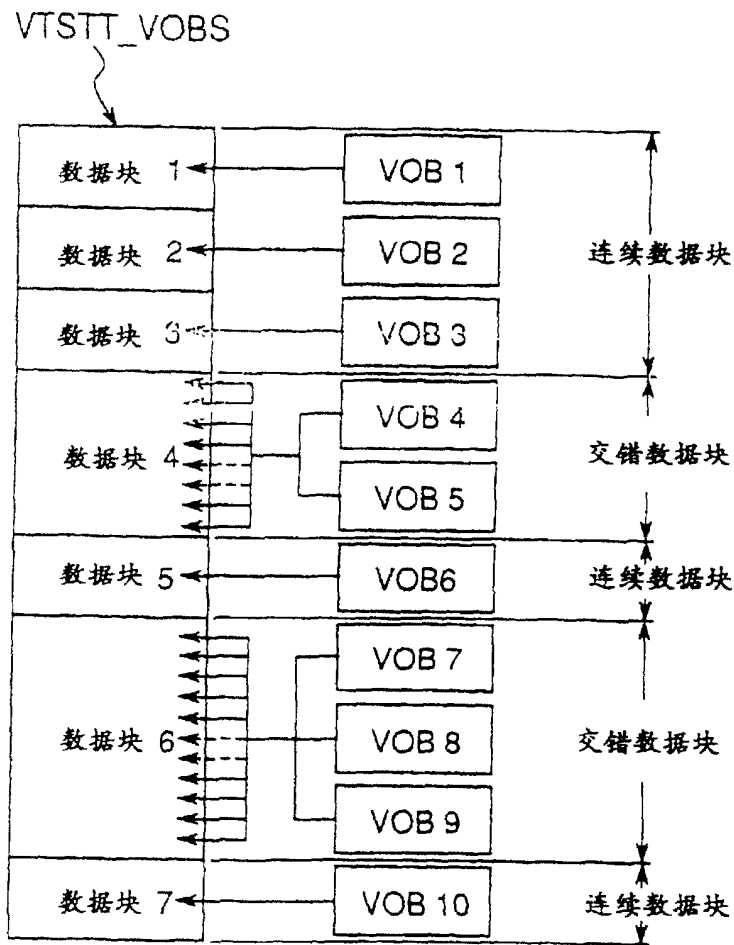 VTSTT_VOBS
数据块 1
VOB 1
数据块 2
VOB 2
连续数据块
数据块 3
VOB 3
数据块 4
VOB 4
VOB 5
交错数据块
数据块 5
VOB6
连续数据块
数据块 6
VOB 7
VOB 8
VOB 9
交错数据块
数据块 7
VOB 10
连续数据块